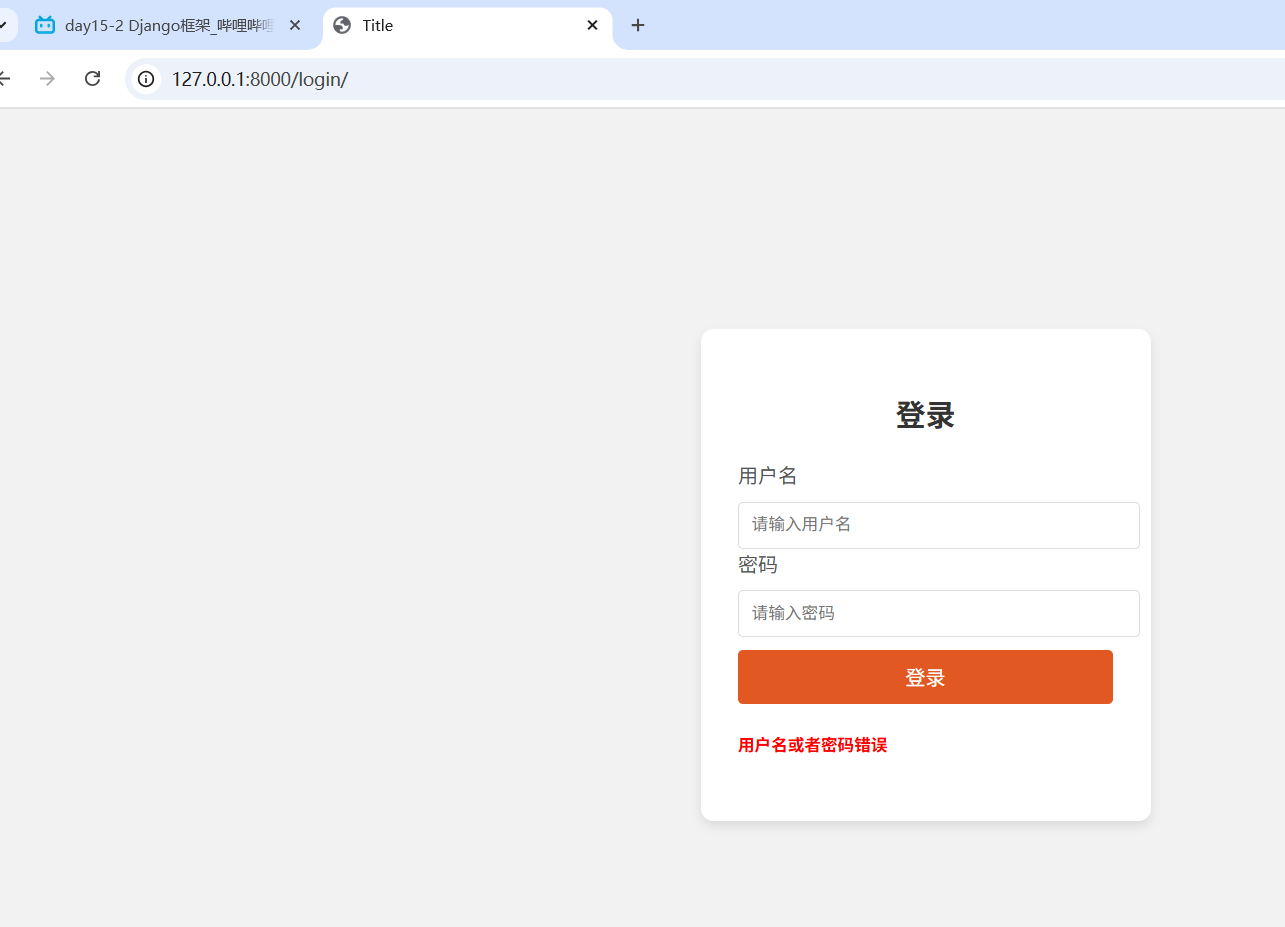 day15-2 Django框架_哔哩哔哩
Title
127.0.0.1:8000/login/
登录
用户名
请输入用户名
密码
请输入密码
登录
用户名或者密码错误